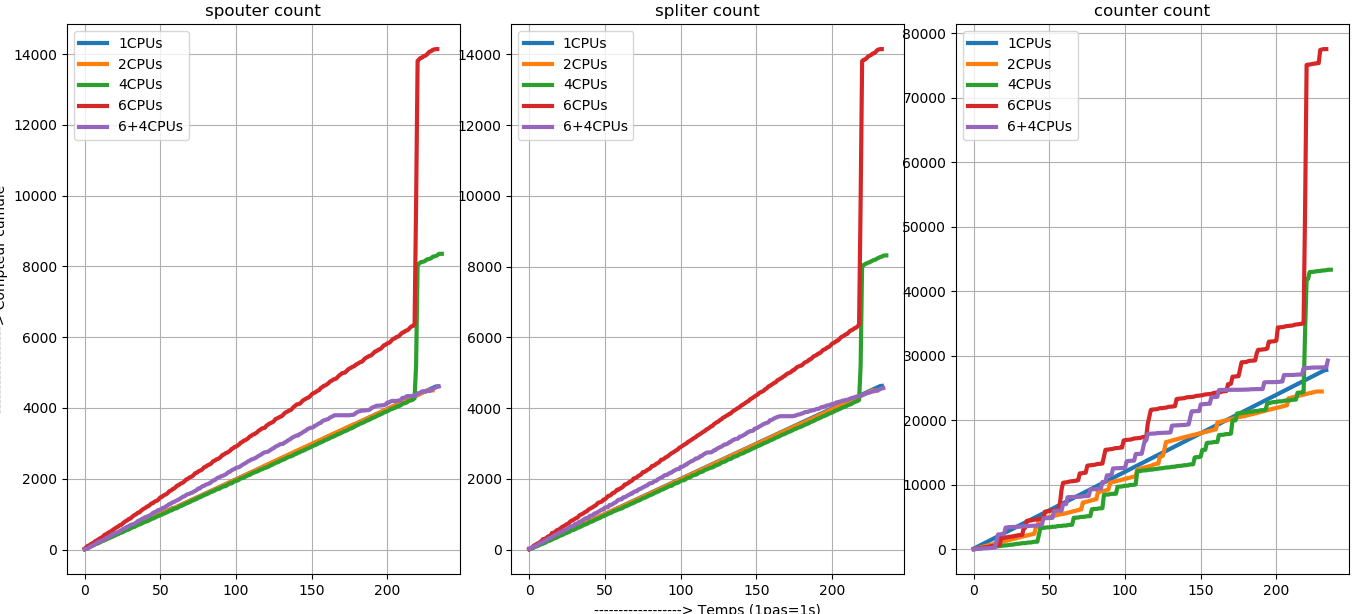 spouter count
14000
12000
10000
8000
6000
4000
2000
0
0 50 100 150 200
1CPUs
2CPUs
4CPUs
6CPUs
6+4CPUs
spliter count
14000
12000
10000
8000
6000
4000
2000
0
0 50 100 150 200
1CPUs
2CPUs
4CPUs
6CPUs
6+4CPUs
------------------> Temps (1pas=1s)
counter count
80000
70000
60000
50000
40000
30000
20000
10000
0
0 50 100 150 200
1CPUs
2CPUs
4CPUs
6CPUs
6+4CPUs